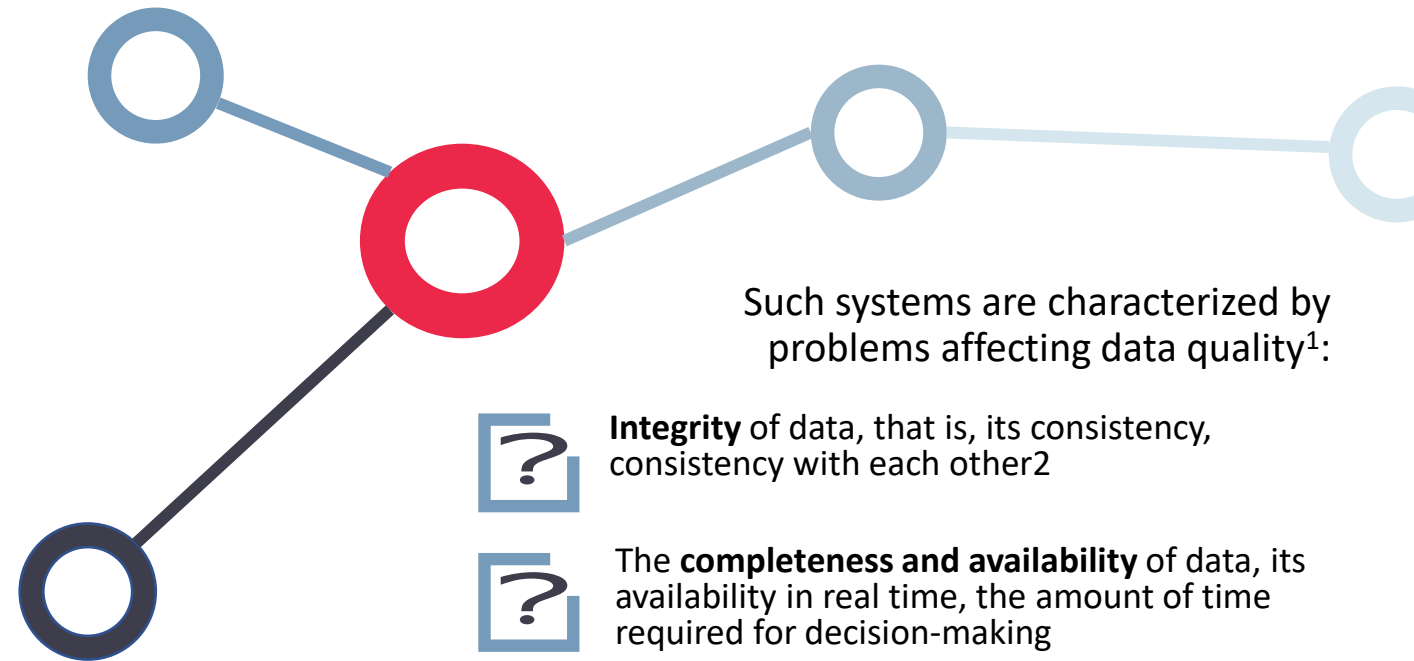 Such systems are characterized by
problems affecting data quality¹:
? Integrity of data, that is, its consistency,
consistency with each other2
? The completeness and availability of data, its
availability in real time, the amount of time
required for decision-making